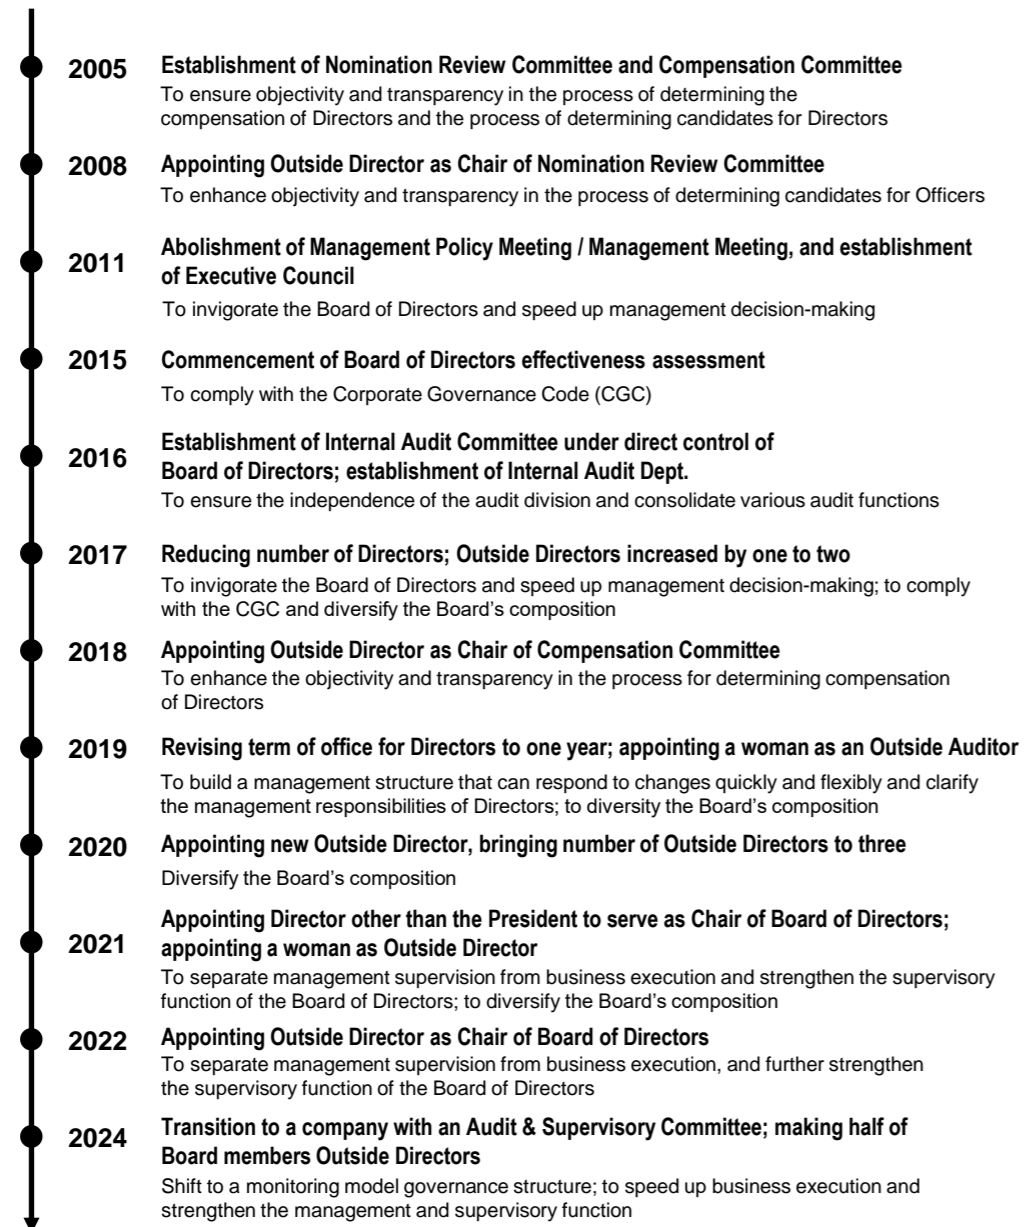 2005
Establishment of Nomination Review Committee and Compensation Committee
To ensure objectivity and transparency in the process of determining the
compensation of Directors and the process of determining candidates for Directors
2008
Appointing Outside Director as Chair of Nomination Review Committee
To enhance objectivity and transparency in the process of determining candidates for Officers
2011
Abolishment of Management Policy Meeting / Management Meeting, and establishment
of Executive Council
To invigorate the Board of Directors and speed up management decision-making
2015
Commencement of Board of Directors effectiveness assessment
To comply with the Corporate Governance Code (CGC)
2016
Establishment of Internal Audit Committee under direct control of
Board of Directors; establishment of Internal Audit Dept.
To ensure the independence of the audit division and consolidate various audit functions
2017
Reducing number of Directors; Outside Directors increased by one to two
To invigorate the Board of Directors and speed up management decision-making; to comply
with the CGC and diversify the Board’s composition
2018
Appointing Outside Director as Chair of Compensation Committee
To enhance the objectivity and transparency in the process for determining compensation
of Directors
2019
Revising term of office for Directors to one year; appointing a woman as an Outside Auditor
To build a management structure that can respond to changes quickly and flexibly and clarify
the management responsibilities of Directors; to diversity the Board’s composition
2020
Appointing new Outside Director, bringing number of Outside Directors to three
Diversify the Board’s composition
2021
Appointing Director other than the President to serve as Chair of Board of Directors;
appointing a woman as Outside Director
To separate management supervision from business execution and strengthen the supervisory
function of the Board of Directors; to diversify the Board’s composition
2022
Appointing Outside Director as Chair of Board of Directors
To separate management supervision from business execution, and further strengthen
the supervisory function of the Board of Directors
2024
Transition to a company with an Audit & Supervisory Committee; making half of
Board members Outside Directors
Shift to a monitoring model governance structure; to speed up business execution and
strengthen the management and supervisory function